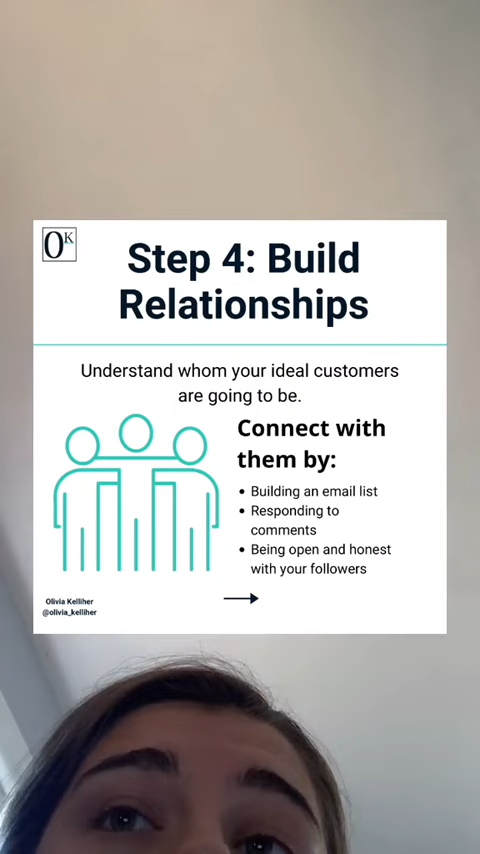 OK
Step 4: Build
Relationships
Understand whom your ideal customers
are going to be.
Connect with
them by:
• Building an email list
• Responding to
comments
• Being open and honest
with your followers
Olivia Kelliher
@olivia_kelliher